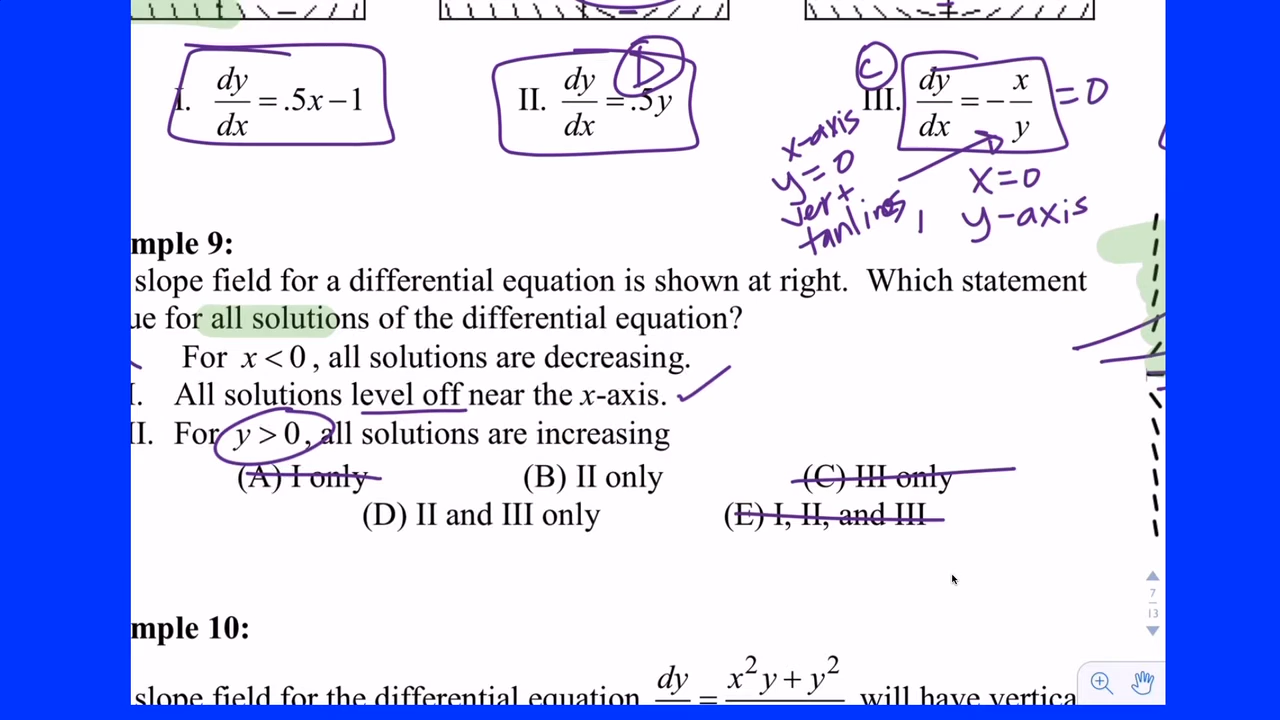 I. dy/dx = .5x − 1
D
II. dy/dx = .5y
C
III. dy/dx = − x/y = 0
x-axis
y = 0
vert
tan lines
x = 0
y-axis
mple 9:
slope field for a differential equation is shown at right. Which statement
ue for all solutions of the differential equation?
For x < 0, all solutions are decreasing.
I. All solutions level off near the x-axis.
II. For y > 0, all solutions are increasing
(A) I only (B) II only (C) III only
(D) II and III only (E) I, II, and III
7
13
mple 10:
slope field for the differential equation dy = x²y + y² will have vertica